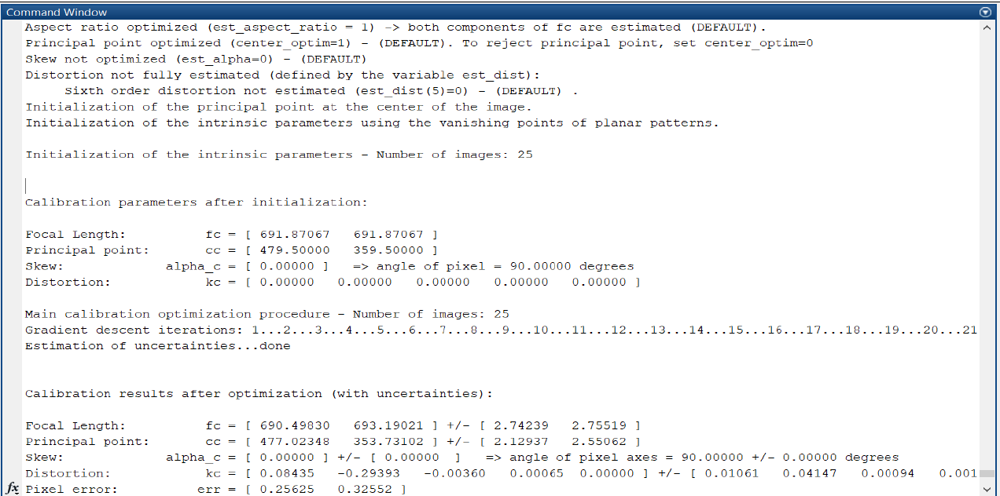 Command Window
Aspect ratio optimized (est_aspect_ratio = 1) -> both components of fc are estimated (DEFAULT).
Principal point optimized (center_optim=1) - (DEFAULT). To reject principal point, set center_optim=0
Skew not optimized (est_alpha=0) - (DEFAULT)
Distortion not fully estimated (defined by the variable est_dist):
     Sixth order distortion not estimated (est_dist(5)=0) - (DEFAULT) .
Initialization of the principal point at the center of the image.
Initialization of the intrinsic parameters using the vanishing points of planar patterns.
Initialization of the intrinsic parameters - Number of images: 25
Calibration parameters after initialization:
Focal Length:          fc = [ 691.87067   691.87067 ]
Principal point:       cc = [ 479.50000   359.50000 ]
Skew:             alpha_c = [ 0.00000 ]   => angle of pixel = 90.00000 degrees
Distortion:            kc = [ 0.00000   0.00000   0.00000   0.00000   0.00000 ]
Main calibration optimization procedure - Number of images: 25
Gradient descent iterations: 1...2...3...4...5...6...7...8...9...10...11...12...13...14...15...16...17...18...19...20...21
Estimation of uncertainties...done
Calibration results after optimization (with uncertainties):
Focal Length:          fc = [ 690.49830   693.19021 ] +/- [ 2.74239   2.75519 ]
Principal point:       cc = [ 477.02348   353.73102 ] +/- [ 2.12937   2.55062 ]
Skew:             alpha_c = [ 0.00000 ] +/- [ 0.00000  ]   => angle of pixel axes = 90.00000 +/- 0.00000 degrees
Distortion:            kc = [ 0.08435   -0.29393   -0.00360   0.00065  0.00000 ] +/- [ 0.01061   0.04147   0.00094   0.001
fx Pixel error:          err = [ 0.25625   0.32552 ]